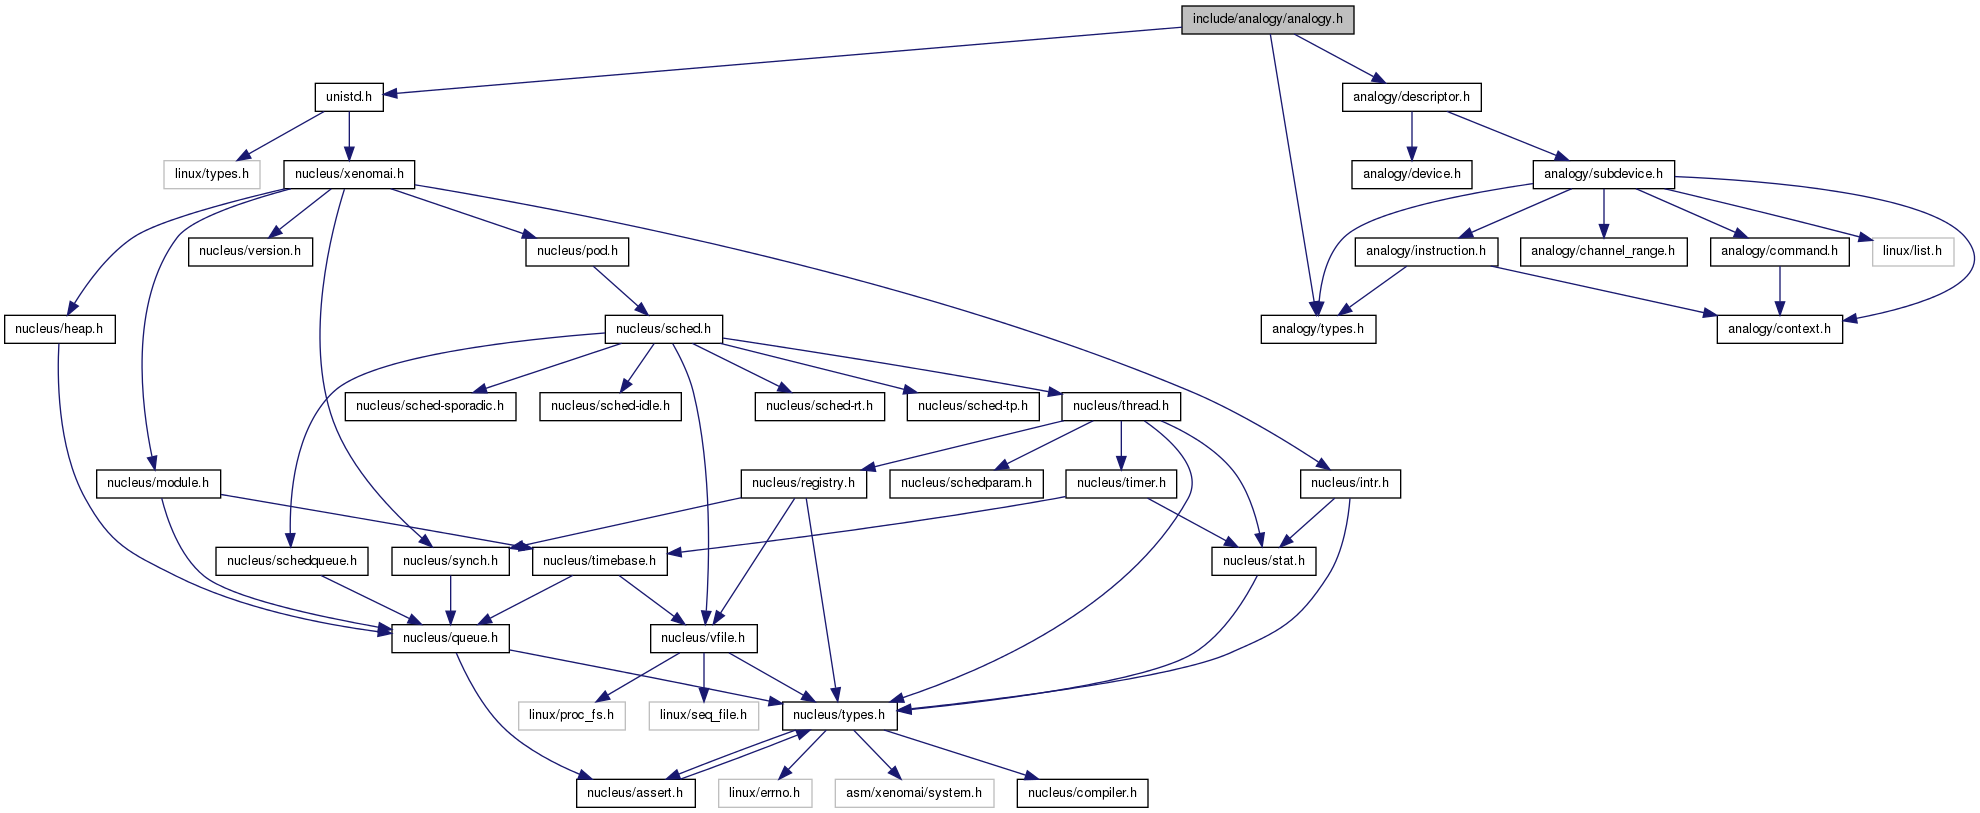 include/analogy/analogy.h
unistd.h
analogy/descriptor.h
linux/types.h
nucleus/xenomai.h
analogy/device.h
analogy/subdevice.h
nucleus/version.h
nucleus/pod.h
analogy/instruction.h
analogy/channel_range.h
analogy/command.h
linux/list.h
nucleus/heap.h
nucleus/sched.h
analogy/types.h
analogy/context.h
nucleus/sched-sporadic.h
nucleus/sched-idle.h
nucleus/sched-rt.h
nucleus/sched-tp.h
nucleus/thread.h
nucleus/module.h
nucleus/registry.h
nucleus/schedparam.h
nucleus/timer.h
nucleus/intr.h
nucleus/schedqueue.h
nucleus/synch.h
nucleus/timebase.h
nucleus/stat.h
nucleus/queue.h
nucleus/vfile.h
linux/proc_fs.h
linux/seq_file.h
nucleus/types.h
nucleus/assert.h
linux/errno.h
asm/xenomai/system.h
nucleus/compiler.h